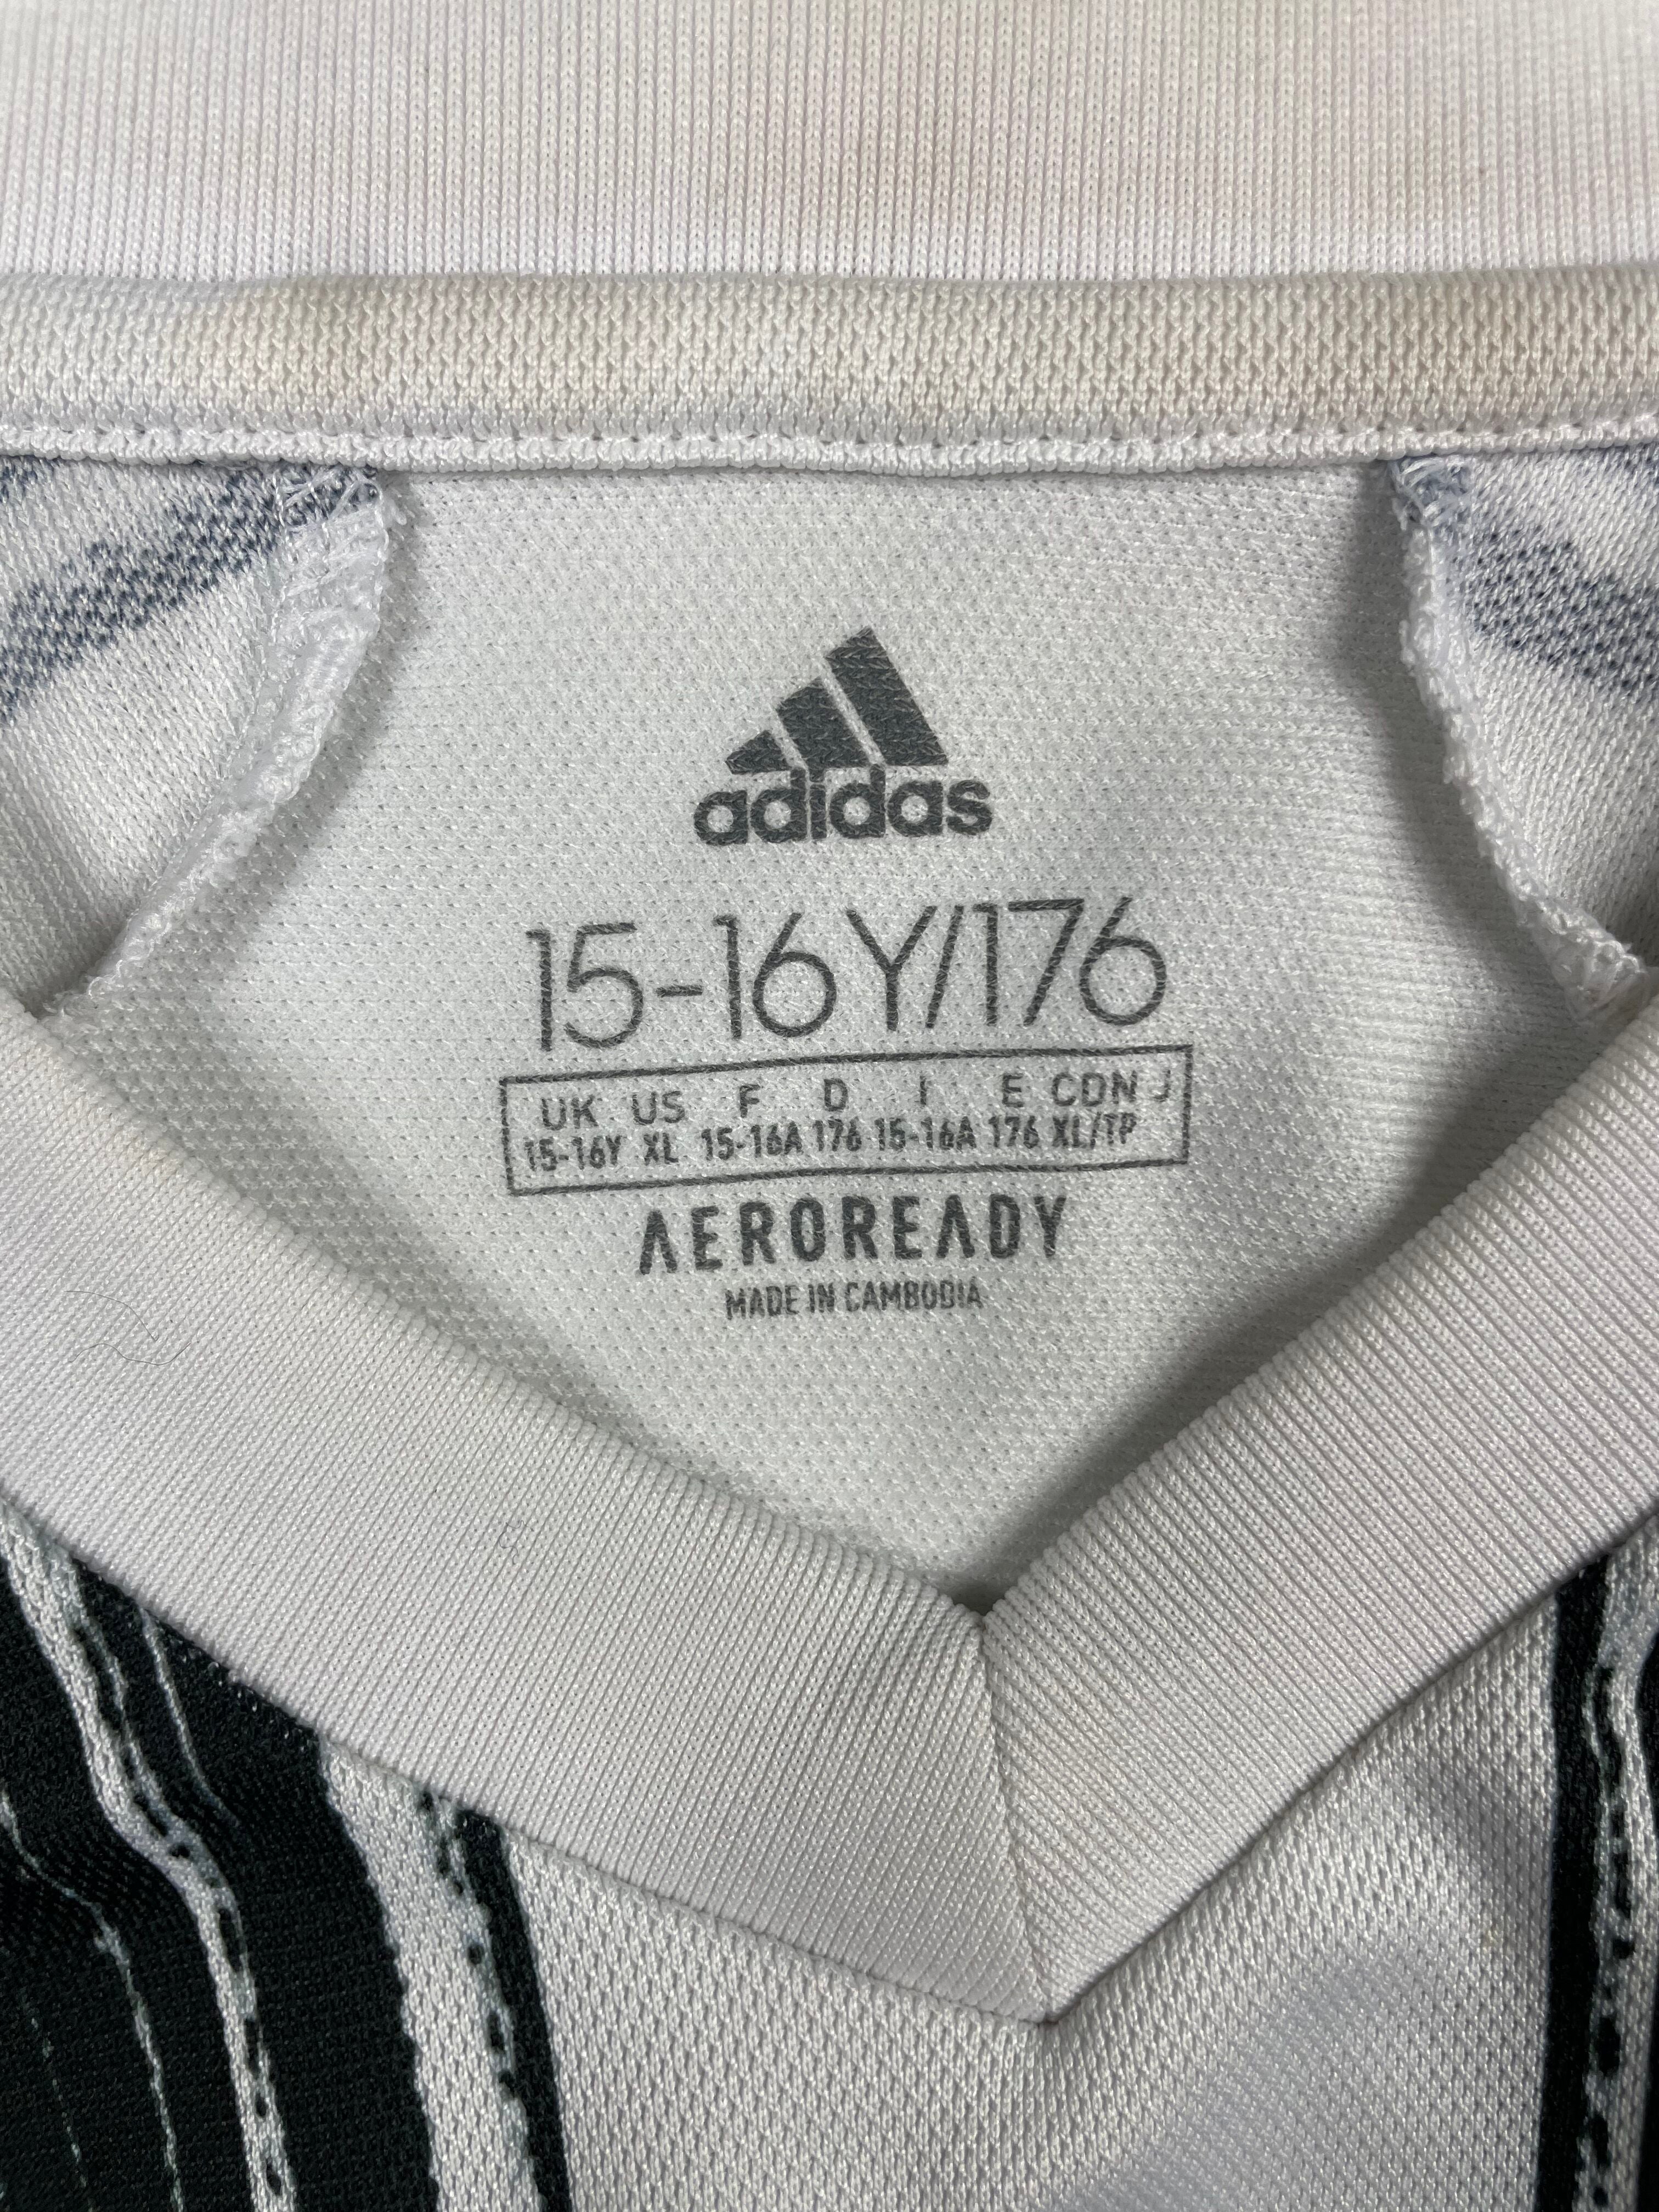 adidas
15-16Y/176
UK US F D I E CDN J
15-16Y XL 15-16A 176 15-16A 176 XL/TP
AEROREADY
MADE IN CAMBODIA